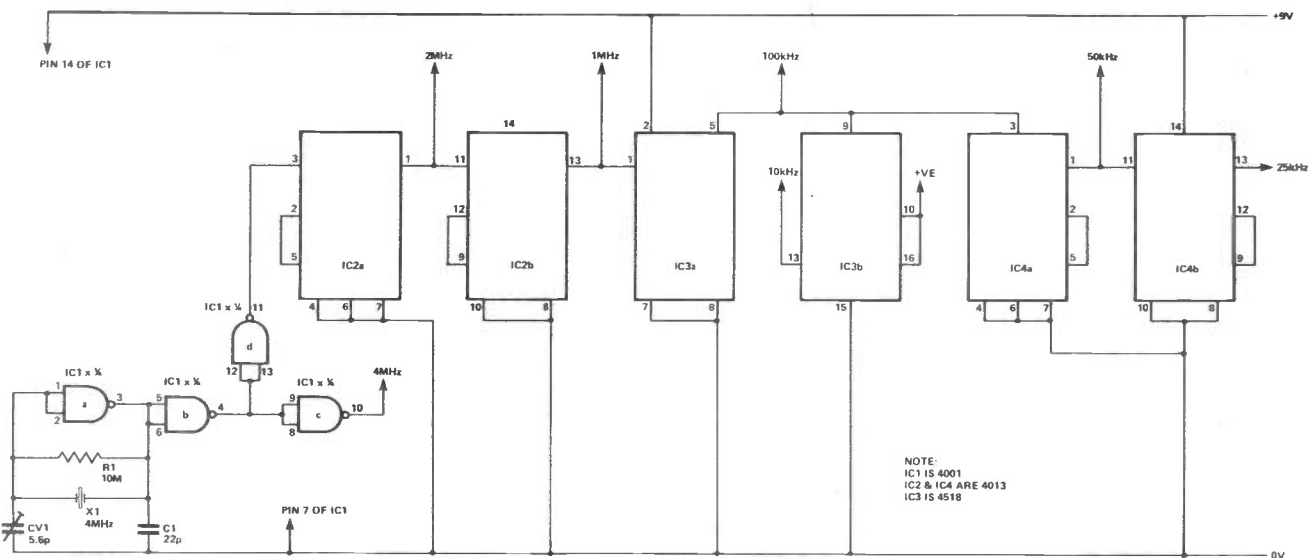 +9V
PIN 14 OF IC1
2MHz
1MHz
100kHz
50kHz
14
2
5
9
3
14
3
1
11
13
1
1
11
13
25kHz
10kHz
+VE
2
12
10
2
12
5
9
13
16
5
9
IC2a
IC2b
IC3a
IC3b
IC4a
IC4b
4
6
7
10
8
7
8
15
4
6
7
10
8
IC1 x ¼
11
d
12
13
4MHz
IC1 x ¼
IC1 x ¼
IC1 x ¼
1
2
a
3
5
6
b
4
9
8
c
10
R1
10M
X1
4MHz
CV1
5.6p
C1
22p
PIN 7 OF IC1
NOTE:
IC1 IS 4001
IC2 & IC4 ARE 4013
IC3 IS 4518
0V